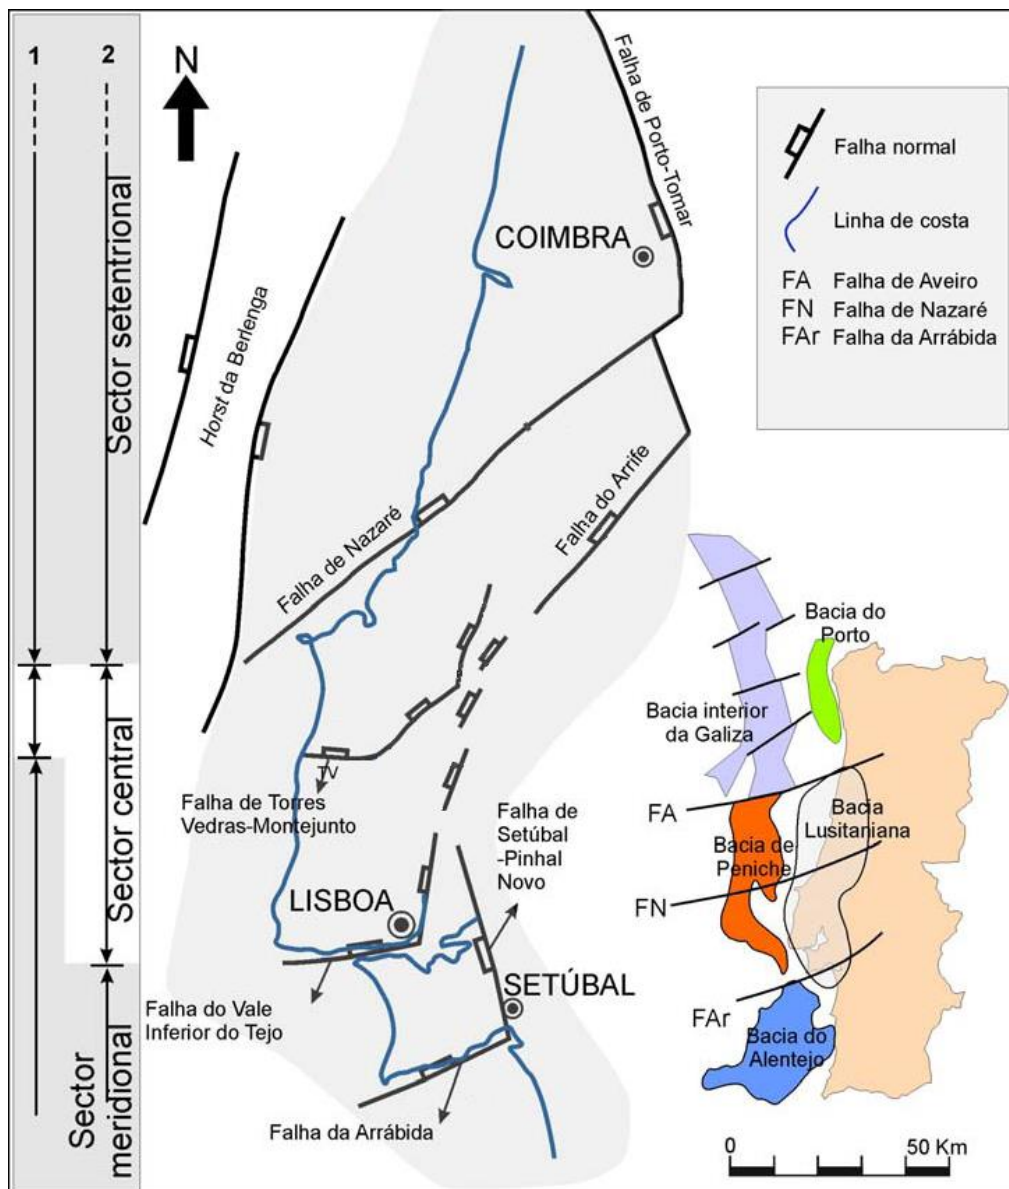 1
2
N
Falha de Porto-Tomar
Falha normal
Linha de costa
FA Falha de Aveiro
FN Falha de Nazaré
FAr Falha da Arrábida
COIMBRA
Sector setentrional
Horst da Berlenga
Falha de Nazaré
Falha do Arrife
TV
Falha de Torres
Vedras-Montejunto
Falha de
Setúbal
-Pinhal
Novo
Sector central
LISBOA
SETÚBAL
Falha do Vale
Inferior do Tejo
Sector
meridional
Falha da Arrábida
Bacia do
Porto
Bacia interior
da Galiza
FA
Bacia
Lusitaniana
Bacia de
Peniche
FN
FAr
Bacia do
Alentejo
0
50 Km